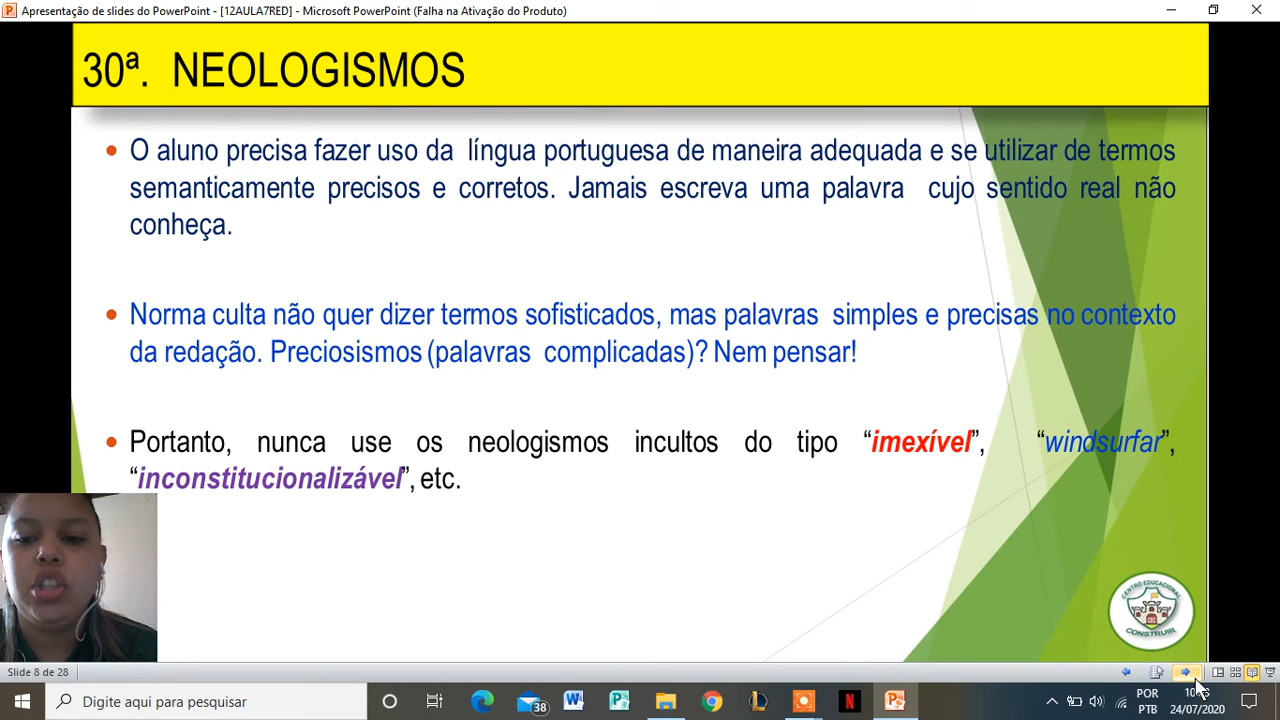 Apresentação de slides do PowerPoint - [12AULA7RED] - Microsoft PowerPoint (Falha na Ativação do Produto)
30ª. NEOLOGISMOS
• O aluno precisa fazer uso da língua portuguesa de maneira adequada e se utilizar de termos
semanticamente precisos e corretos. Jamais escreva uma palavra cujo sentido real não
conheça.
• Norma culta não quer dizer termos sofisticados, mas palavras simples e precisas no contexto
da redação. Preciosismos (palavras complicadas)? Nem pensar!
• Portanto, nunca use os neologismos incultos do tipo “imexível”, “windsurfar”,
“inconstitucionalizável”, etc.
CENTRO EDUCACIONAL
CEC
CONSTRUIR
Slide 8 de 28
Digite aqui para pesquisar
38
POR
PTB
24/07/2020